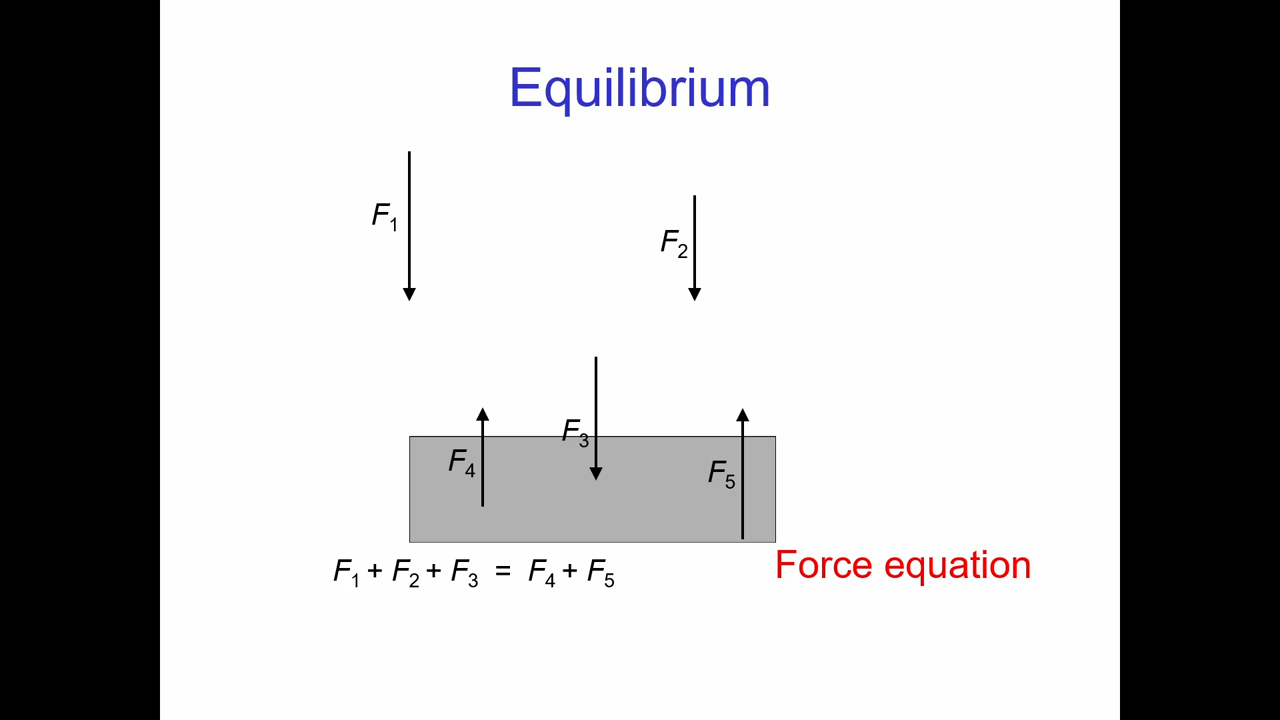 Equilibrium
F₁
F₂
F₃
F₄
F₅
F₁ + F₂ + F₃ = F₄ + F₅
Force equation